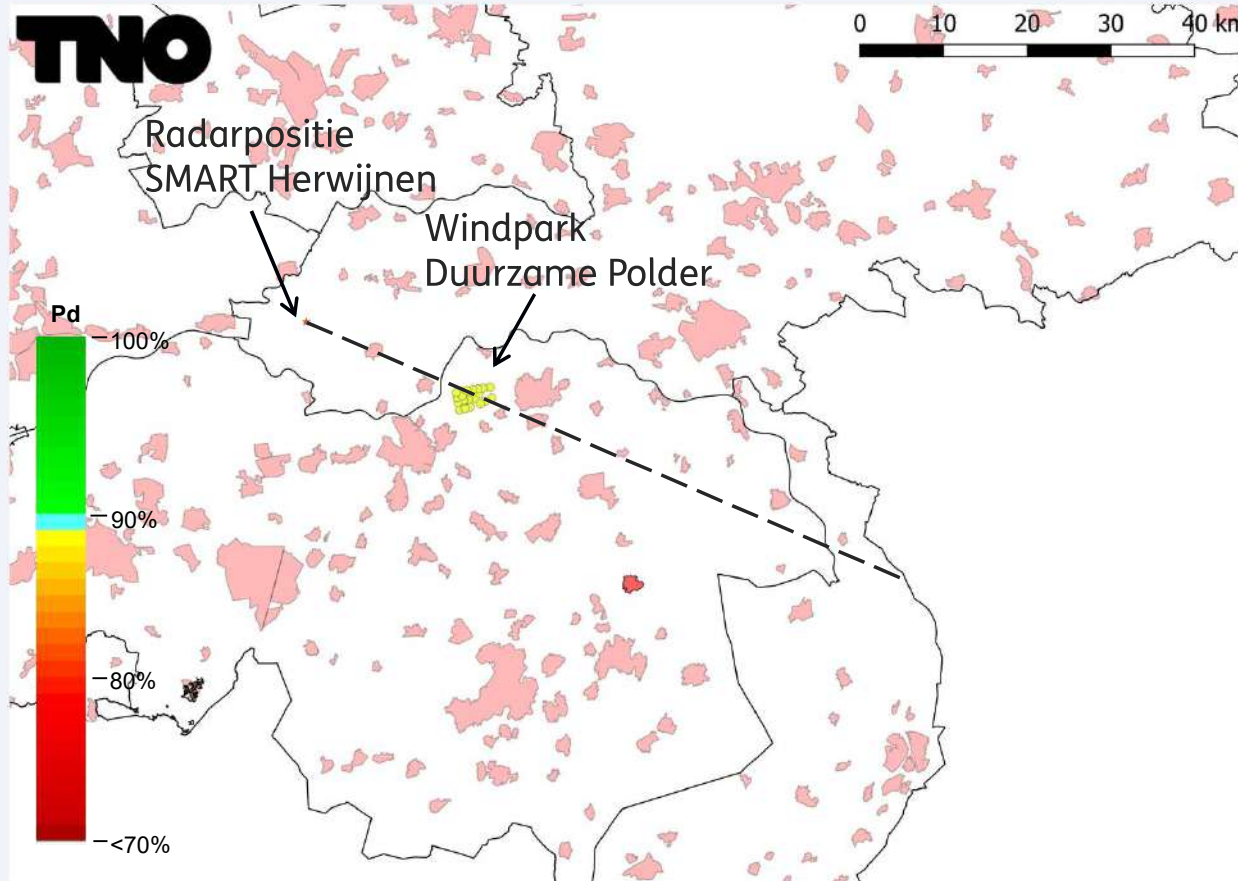 TNO
0 10 20 30 40 km
Radarpositie
SMART Herwijnen
Windpark
Duurzame Polder
Pd
100%
90%
80%
<70%